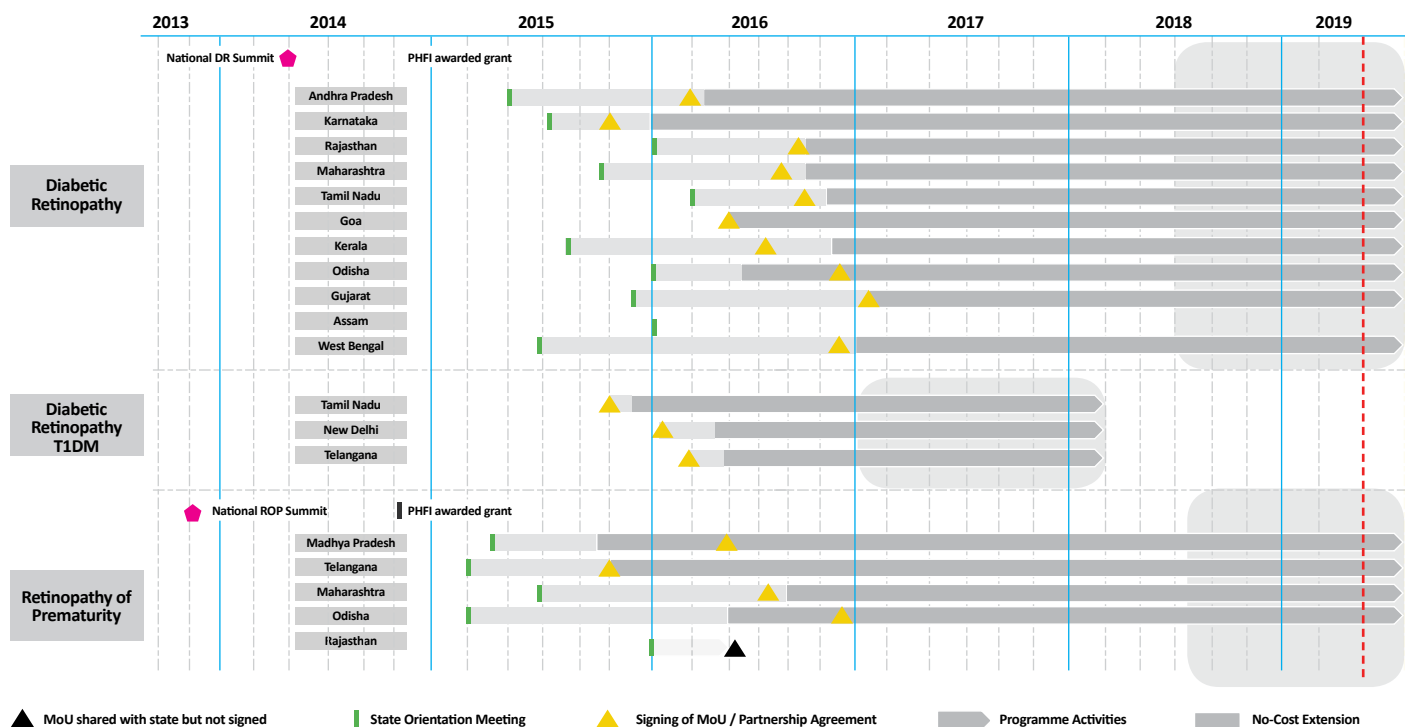 2013 2014 2015 2016 2017 2018 2019
National DR Summit PHFI awarded grant
Diabetic
Retinopathy
Andhra Pradesh
Karnataka
Rajasthan
Maharashtra
Tamil Nadu
Goa
Kerala
Odisha
Gujarat
Assam
West Bengal
Diabetic
Retinopathy
T1DM
Tamil Nadu
New Delhi
Telangana
National ROP Summit PHFI awarded grant
Retinopathy of
Prematurity
Madhya Pradesh
Telangana
Maharashtra
Odisha
Rajasthan
MoU shared with state but not signed State Orientation Meeting Signing of MoU / Partnership Agreement Programme Activities No-Cost Extension